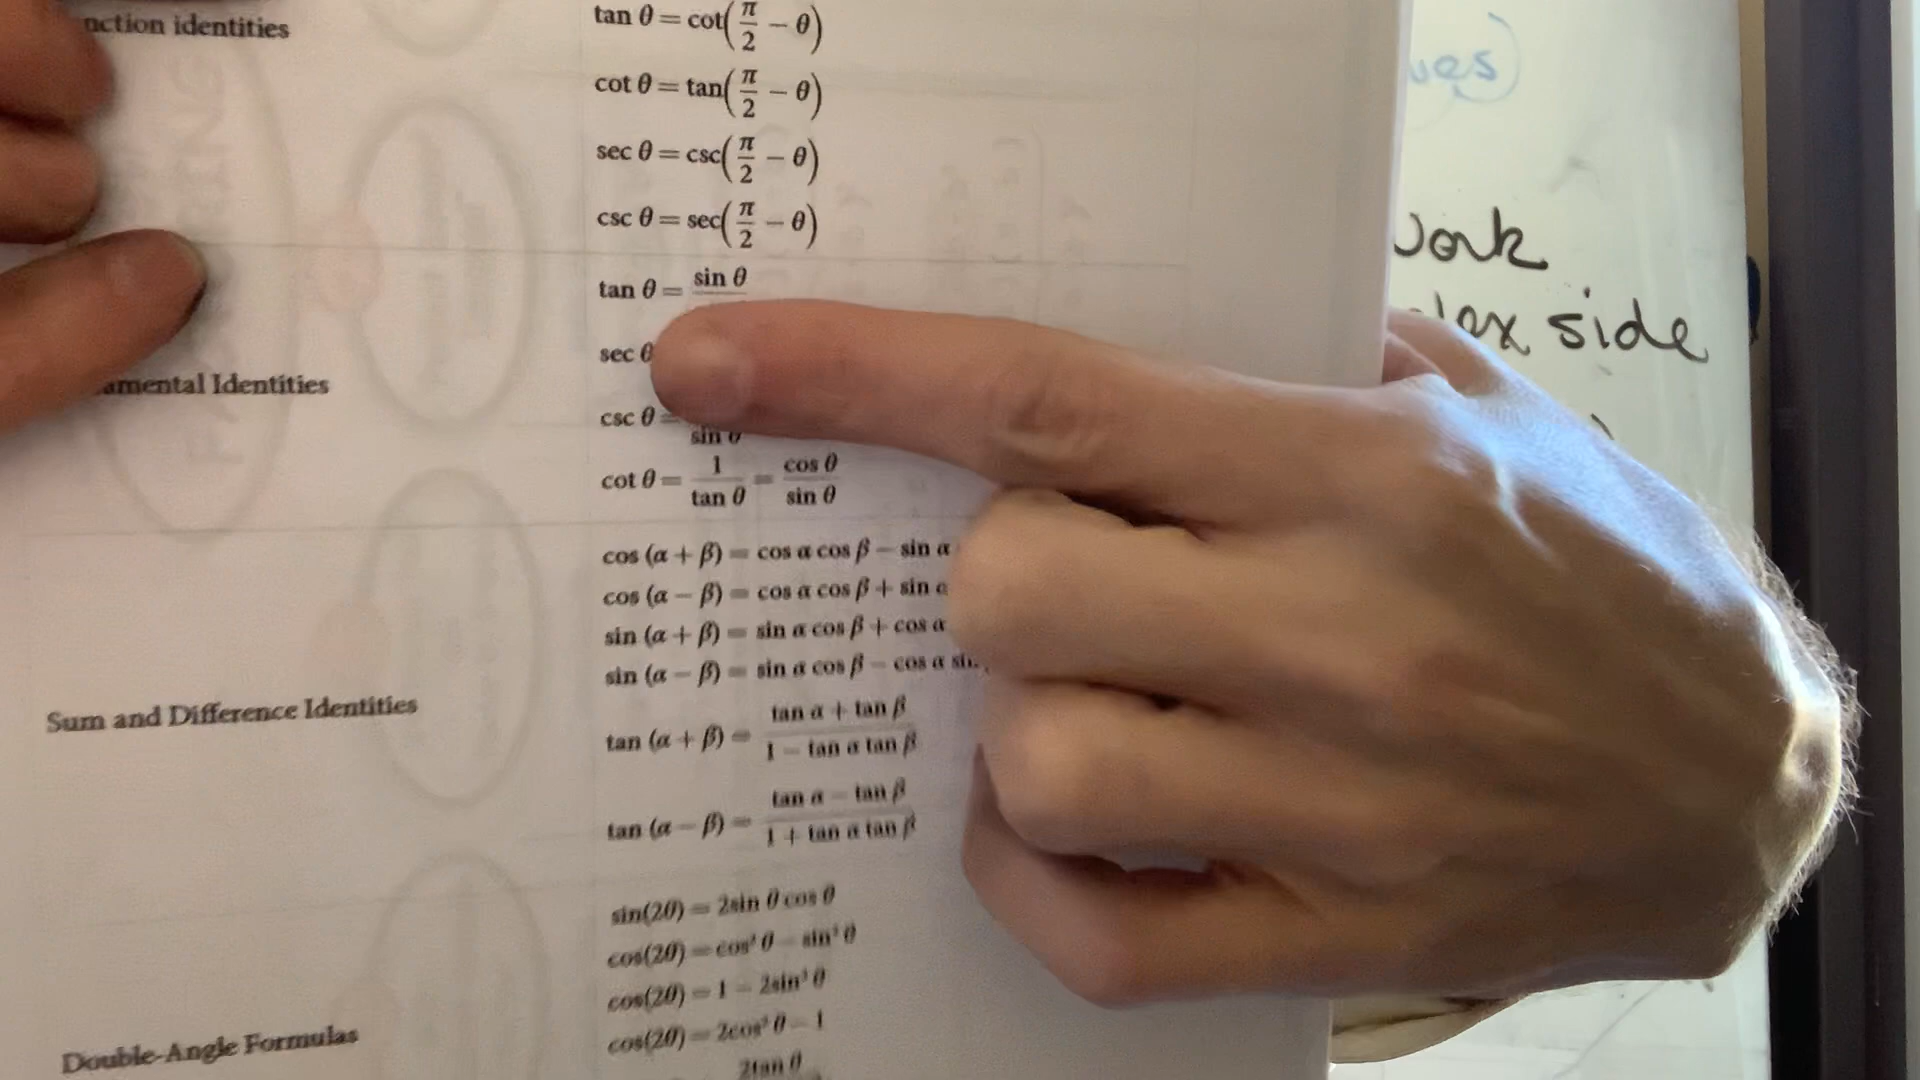 nction identities
tan θ = cot(π/2 − θ)
cot θ = tan(π/2 − θ)
sec θ = csc(π/2 − θ)
csc θ = sec(π/2 − θ)
tan θ = sin θ
sec θ
amental Identities
csc θ =
sin θ
cot θ = 1/tan θ = cos θ/sin θ
cos (α + β) = cos α cos β − sin α
cos (α − β) = cos α cos β + sin α
sin (α + β) = sin α cos β + cos α
sin (α − β) = sin α cos β − cos α
Sum and Difference Identities
tan (α + β) = tan α + tan β/1 − tan α tan β
tan (α − β) = tan α − tan β/1 + tan α tan β
sin(2θ) = 2sin θ cos θ
cos(2θ) = cos² θ − sin² θ
cos(2θ) = 1 − 2sin² θ
cos(2θ) = 2cos² θ − 1
Double-Angle Formulas
2tan θ
ves)
work
lex side